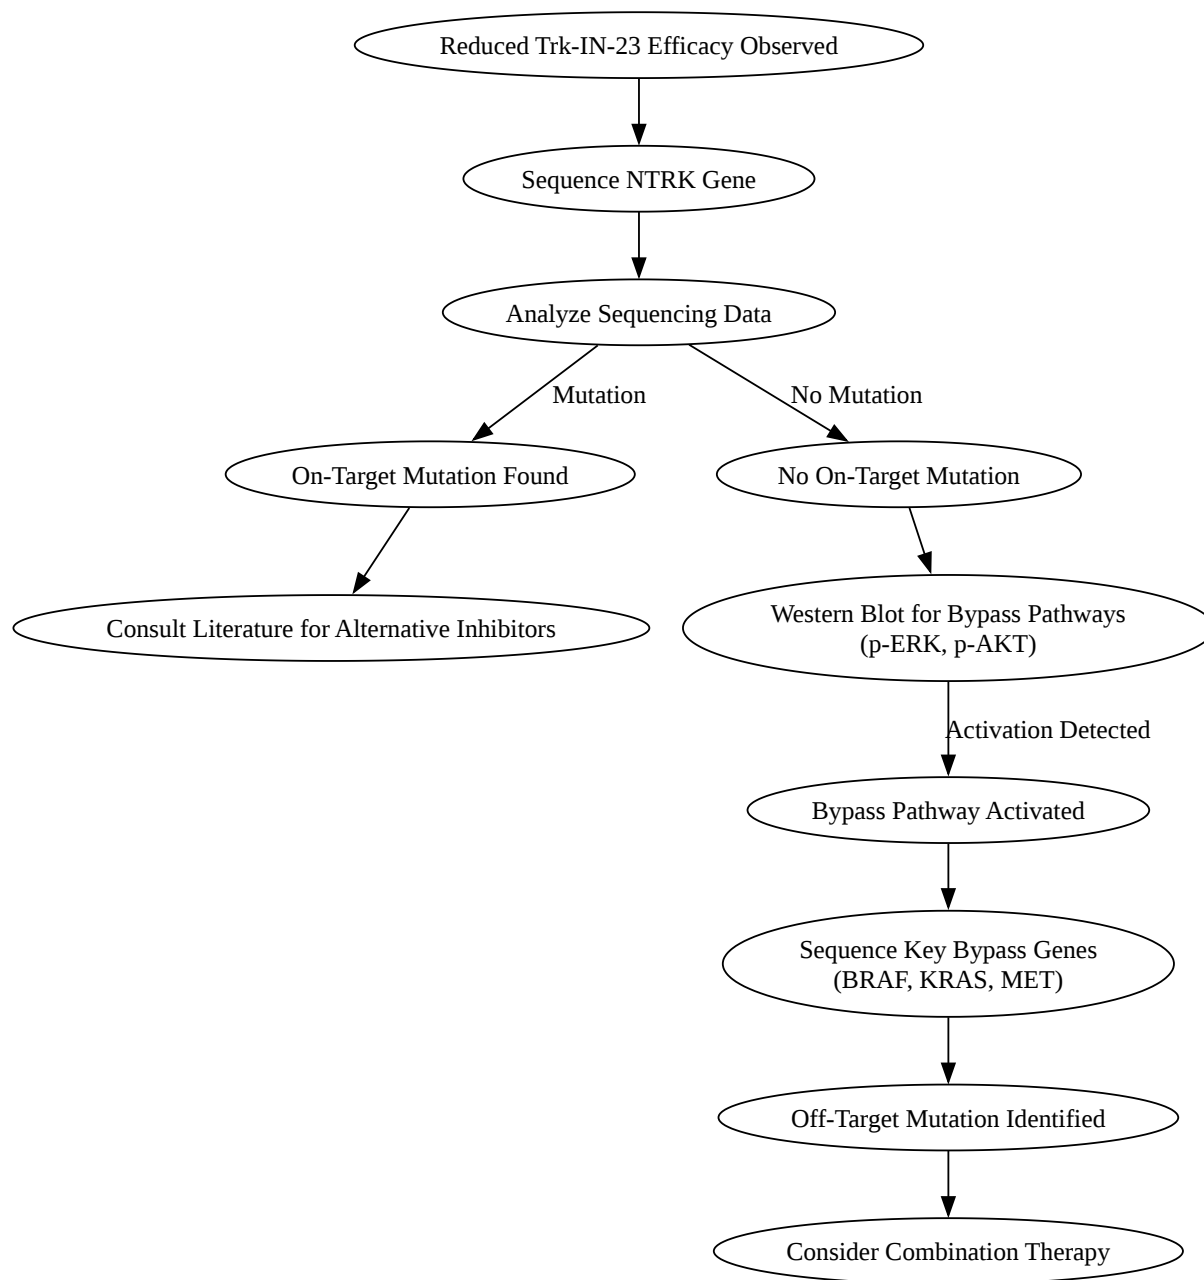 Reduced Trk-IN-23 Efficacy Observed
Sequence NTRK Gene
Analyze Sequencing Data
Mutation
No Mutation
On-Target Mutation Found
No On-Target Mutation
Consult Literature for Alternative Inhibitors
Western Blot for Bypass Pathways
(p-ERK, p-AKT)
Activation Detected
Bypass Pathway Activated
Sequence Key Bypass Genes
(BRAF, KRAS, MET)
Off-Target Mutation Identified
Consider Combination Therapy